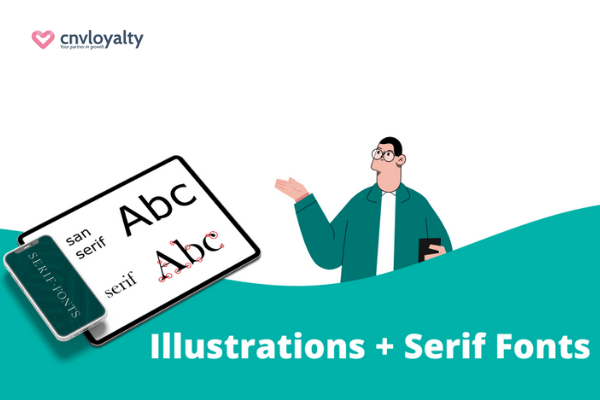 cnvloyalty
Your partner in growth
san
serif
Abc
serif
Abc
SERIF FONTS
Illustrations + Serif Fonts